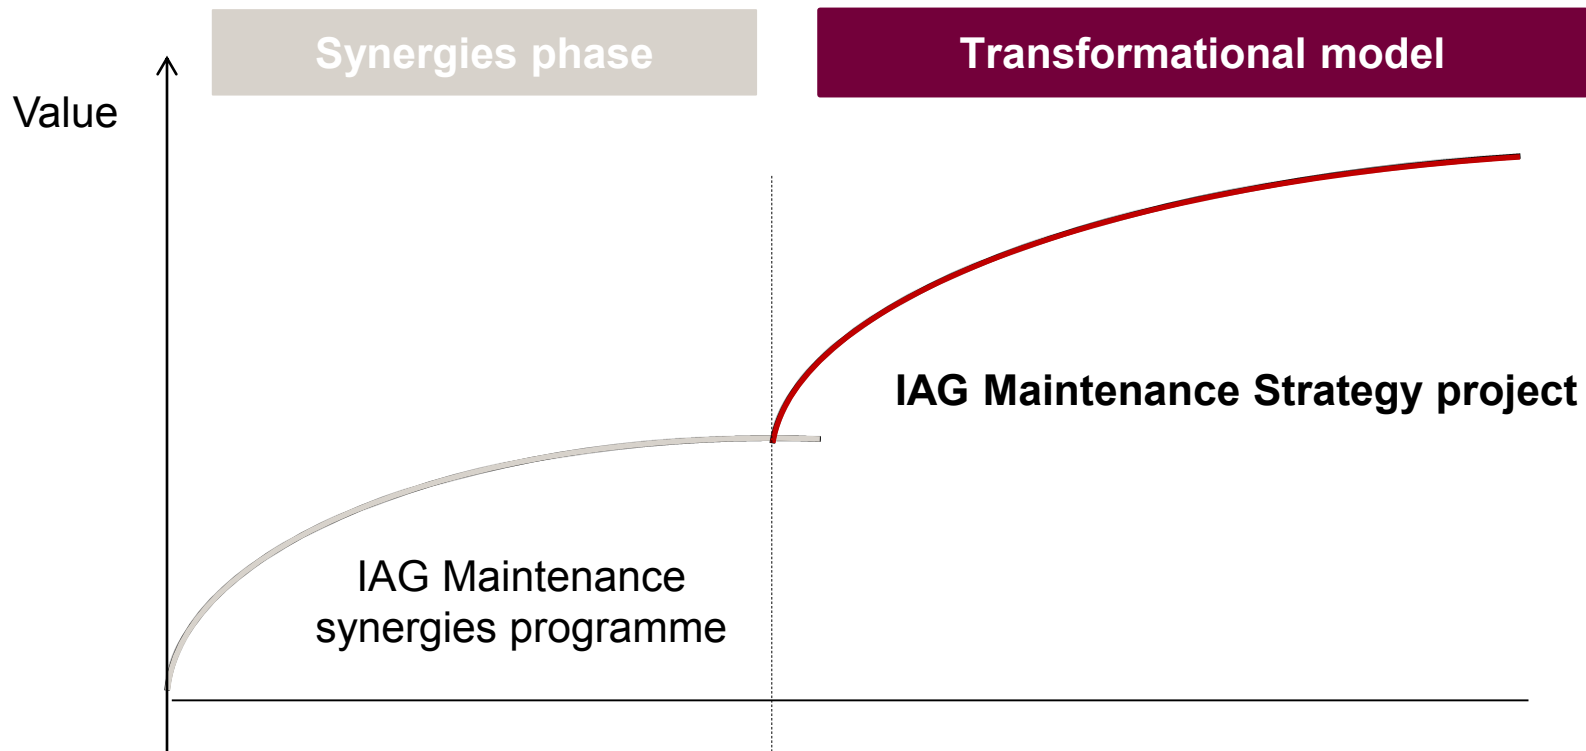 Synergies phase
Transformational model
Value
IAG Maintenance Strategy project
IAG Maintenance
synergies programme